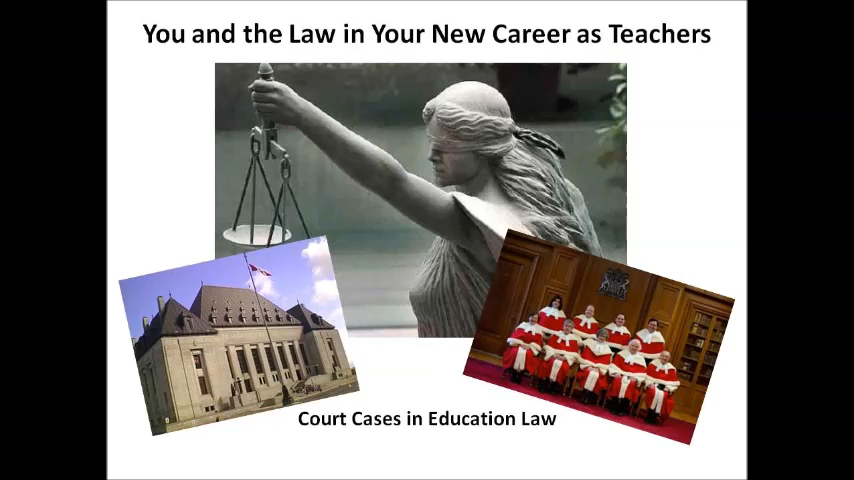 You and the Law in Your New Career as Teachers
Court Cases in Education Law